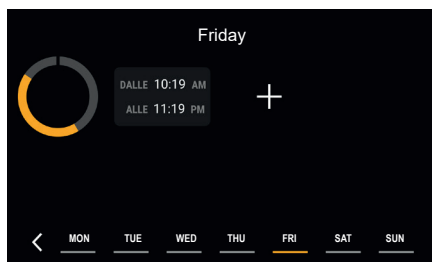 Friday
DALLE 10:19 AM
ALLE 11:19 PM
MON TUE WED THU FRI SAT SUN